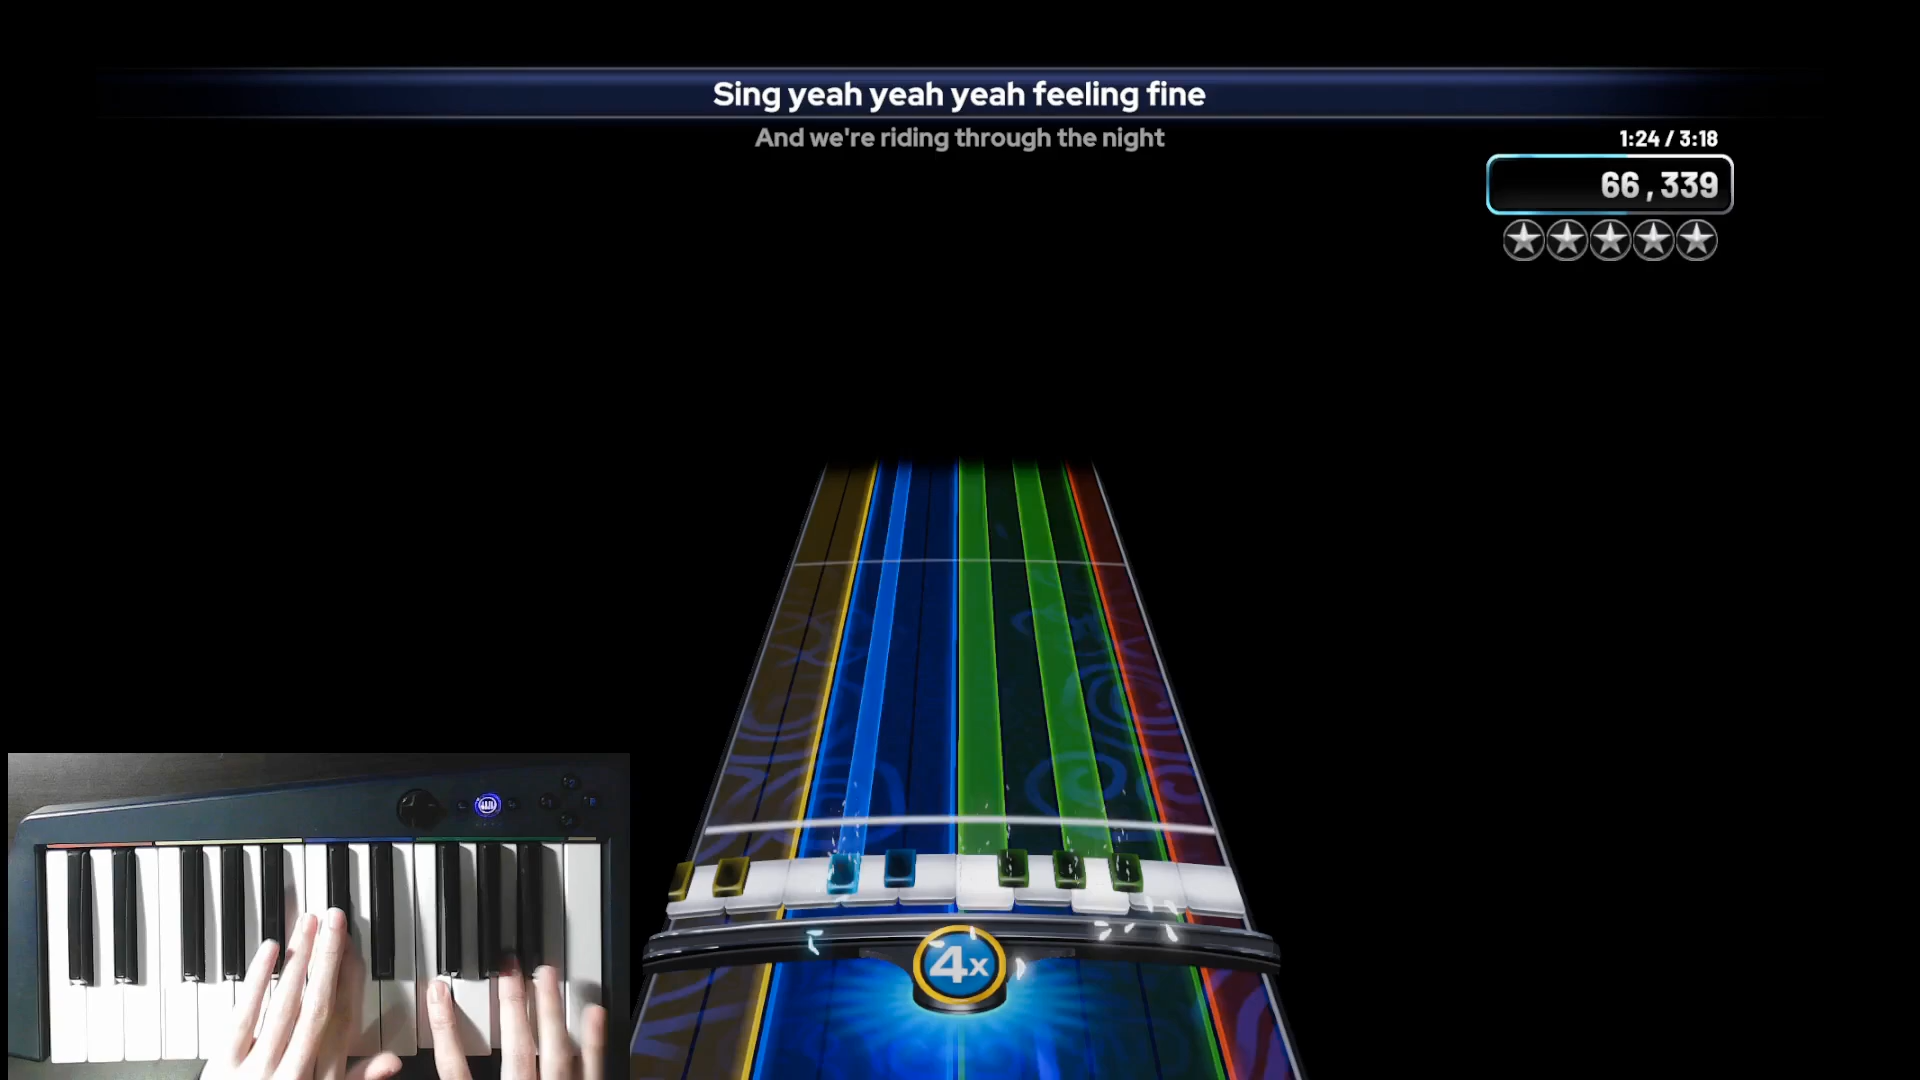 Sing yeah yeah yeah feeling fine
And we're riding through the night
1:24 / 3:18
66,339
4x